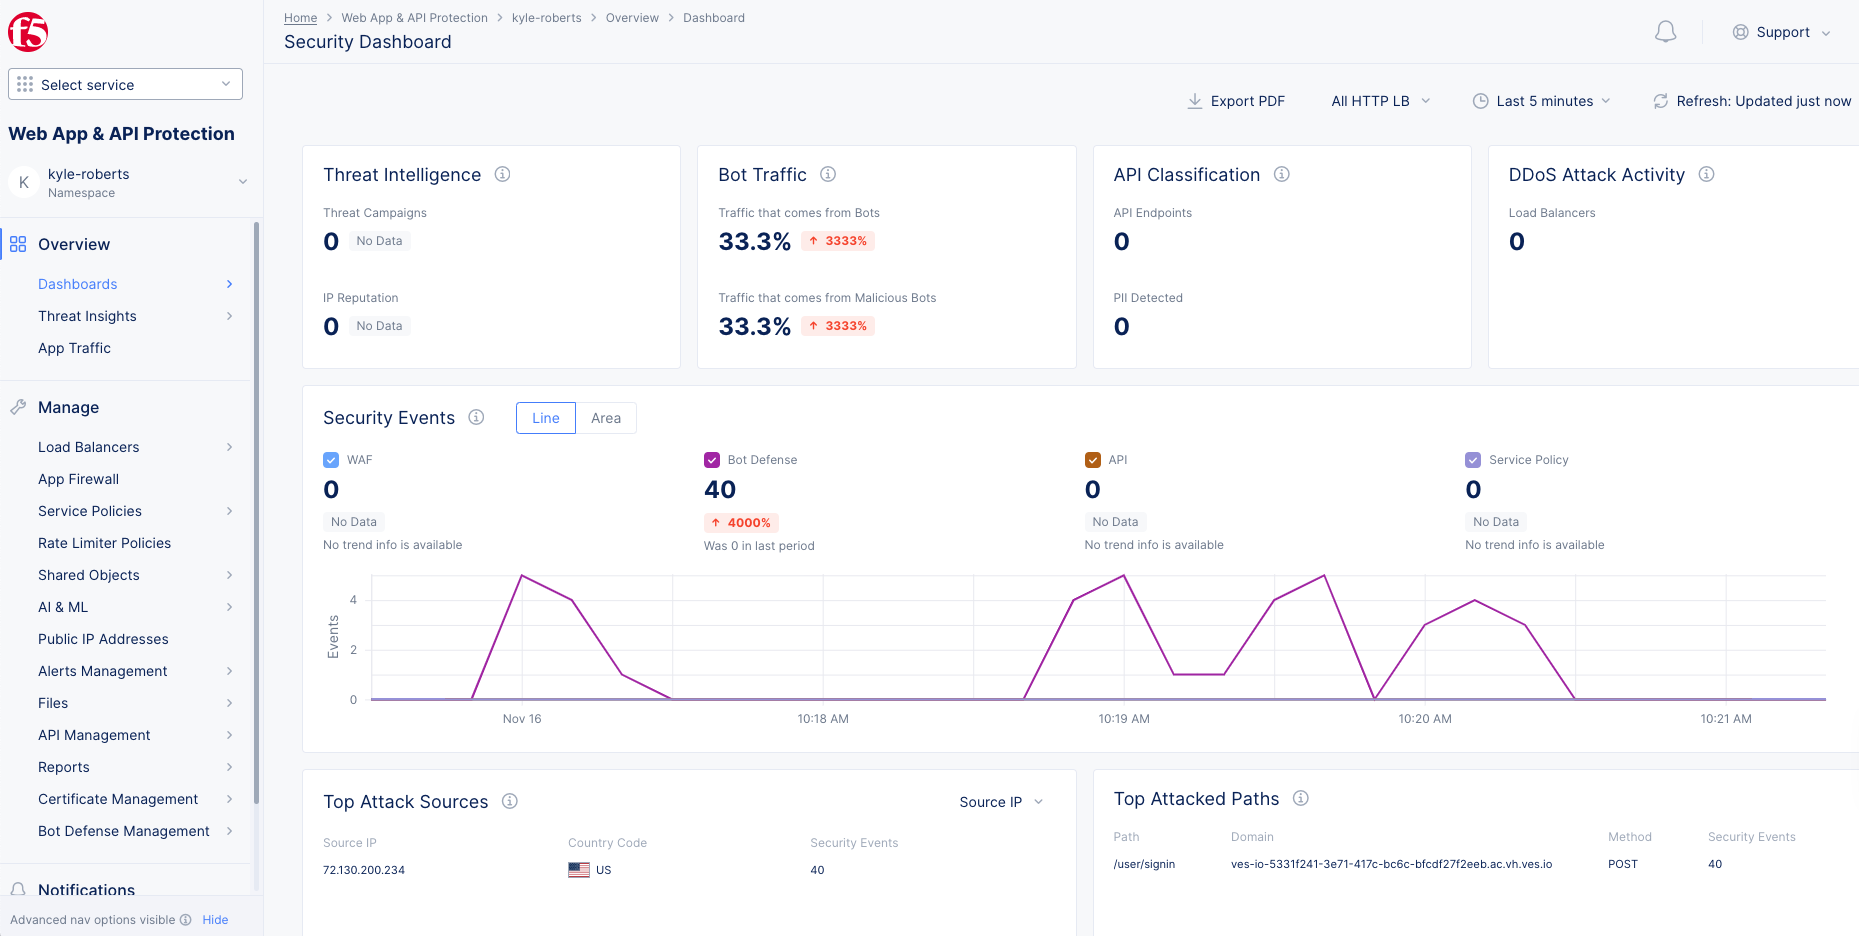 f5
Home > Web App & API Protection > kyle-roberts > Overview > Dashboard
Security Dashboard
Support
Select service
Web App & API Protection
K
kyle-roberts
Namespace
Overview
Dashboards
Threat Insights
App Traffic
Manage
Load Balancers
App Firewall
Service Policies
Rate Limiter Policies
Shared Objects
AI & ML
Public IP Addresses
Alerts Management
Files
API Management
Reports
Certificate Management
Bot Defense Management
Notifications
Advanced nav options visible Hide
Export PDF All HTTP LB Last 5 minutes Refresh: Updated just now
Threat Intelligence
Threat Campaigns
0 No Data
IP Reputation
0 No Data
Bot Traffic
Traffic that comes from Bots
33.3% ↑ 3333%
Traffic that comes from Malicious Bots
33.3% ↑ 3333%
API Classification
API Endpoints
0
PII Detected
0
DDoS Attack Activity
Load Balancers
0
Security Events Line Area
WAF
0
No Data
No trend info is available
Bot Defense
40
↑ 4000%
Was 0 in last period
API
0
No Data
No trend info is available
Service Policy
0
No Data
No trend info is available
Events
4
2
0
Nov 16 10:18 AM 10:19 AM 10:20 AM 10:21 AM
Top Attack Sources Source IP
Source IP Country Code Security Events
72.130.200.234 US 40
Top Attacked Paths
Path Domain Method Security Events
/user/signin ves-io-5331f241-3e71-417c-bc6c-bfcdf27f2eeb.ac.vh.ves.io POST 40